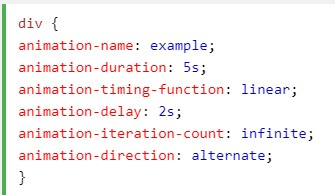 div {
animation-name: example;
animation-duration: 5s;
animation-timing-function: linear;
animation-delay: 2s;
animation-iteration-count: infinite;
animation-direction: alternate;
}